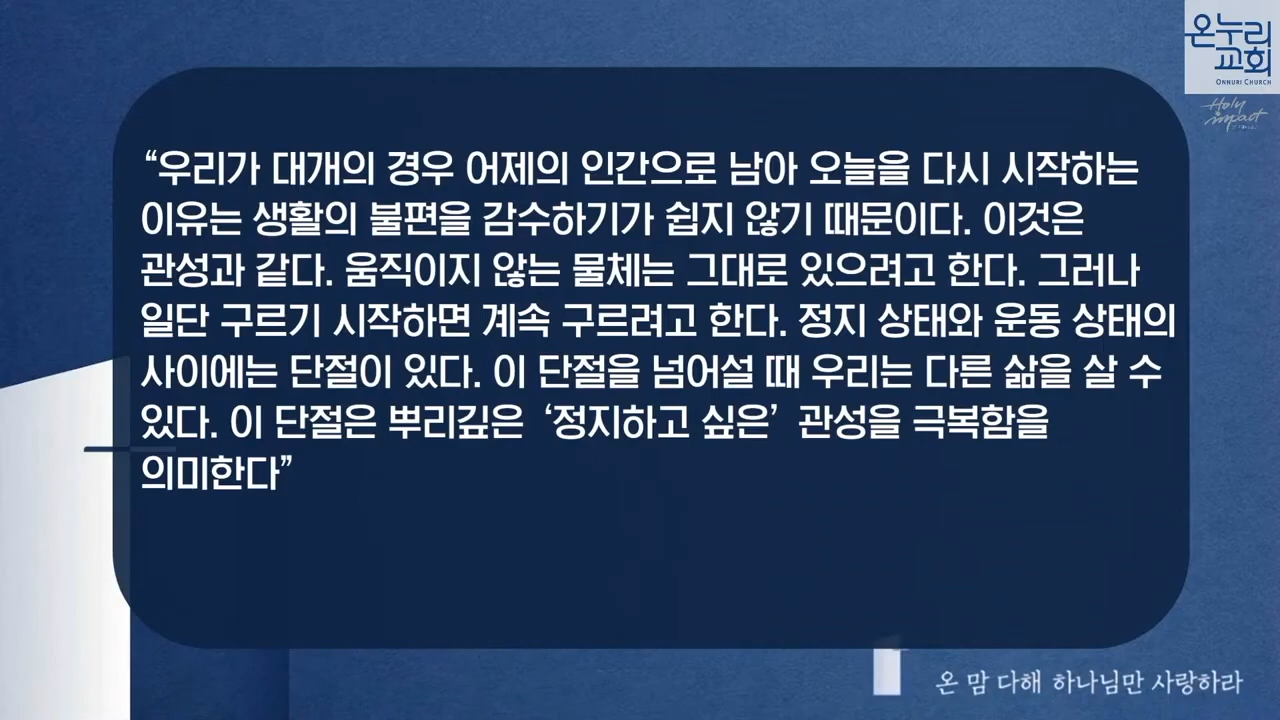 온누리
교회
ONNURI CHURCH
Holy
impact
“우리가 대개의 경우 어제의 인간으로 남아 오늘을 다시 시작하는
이유는 생활의 불편을 감수하기가 쉽지 않기 때문이다. 이것은
관성과 같다. 움직이지 않는 물체는 그대로 있으려고 한다. 그러나
일단 구르기 시작하면 계속 구르려고 한다. 정지 상태와 운동 상태의
사이에는 단절이 있다. 이 단절을 넘어설 때 우리는 다른 삶을 살 수
있다. 이 단절은 뿌리깊은 ‘정지하고 싶은’ 관성을 극복함을
의미한다”
온 맘 다해 하나님만 사랑하라